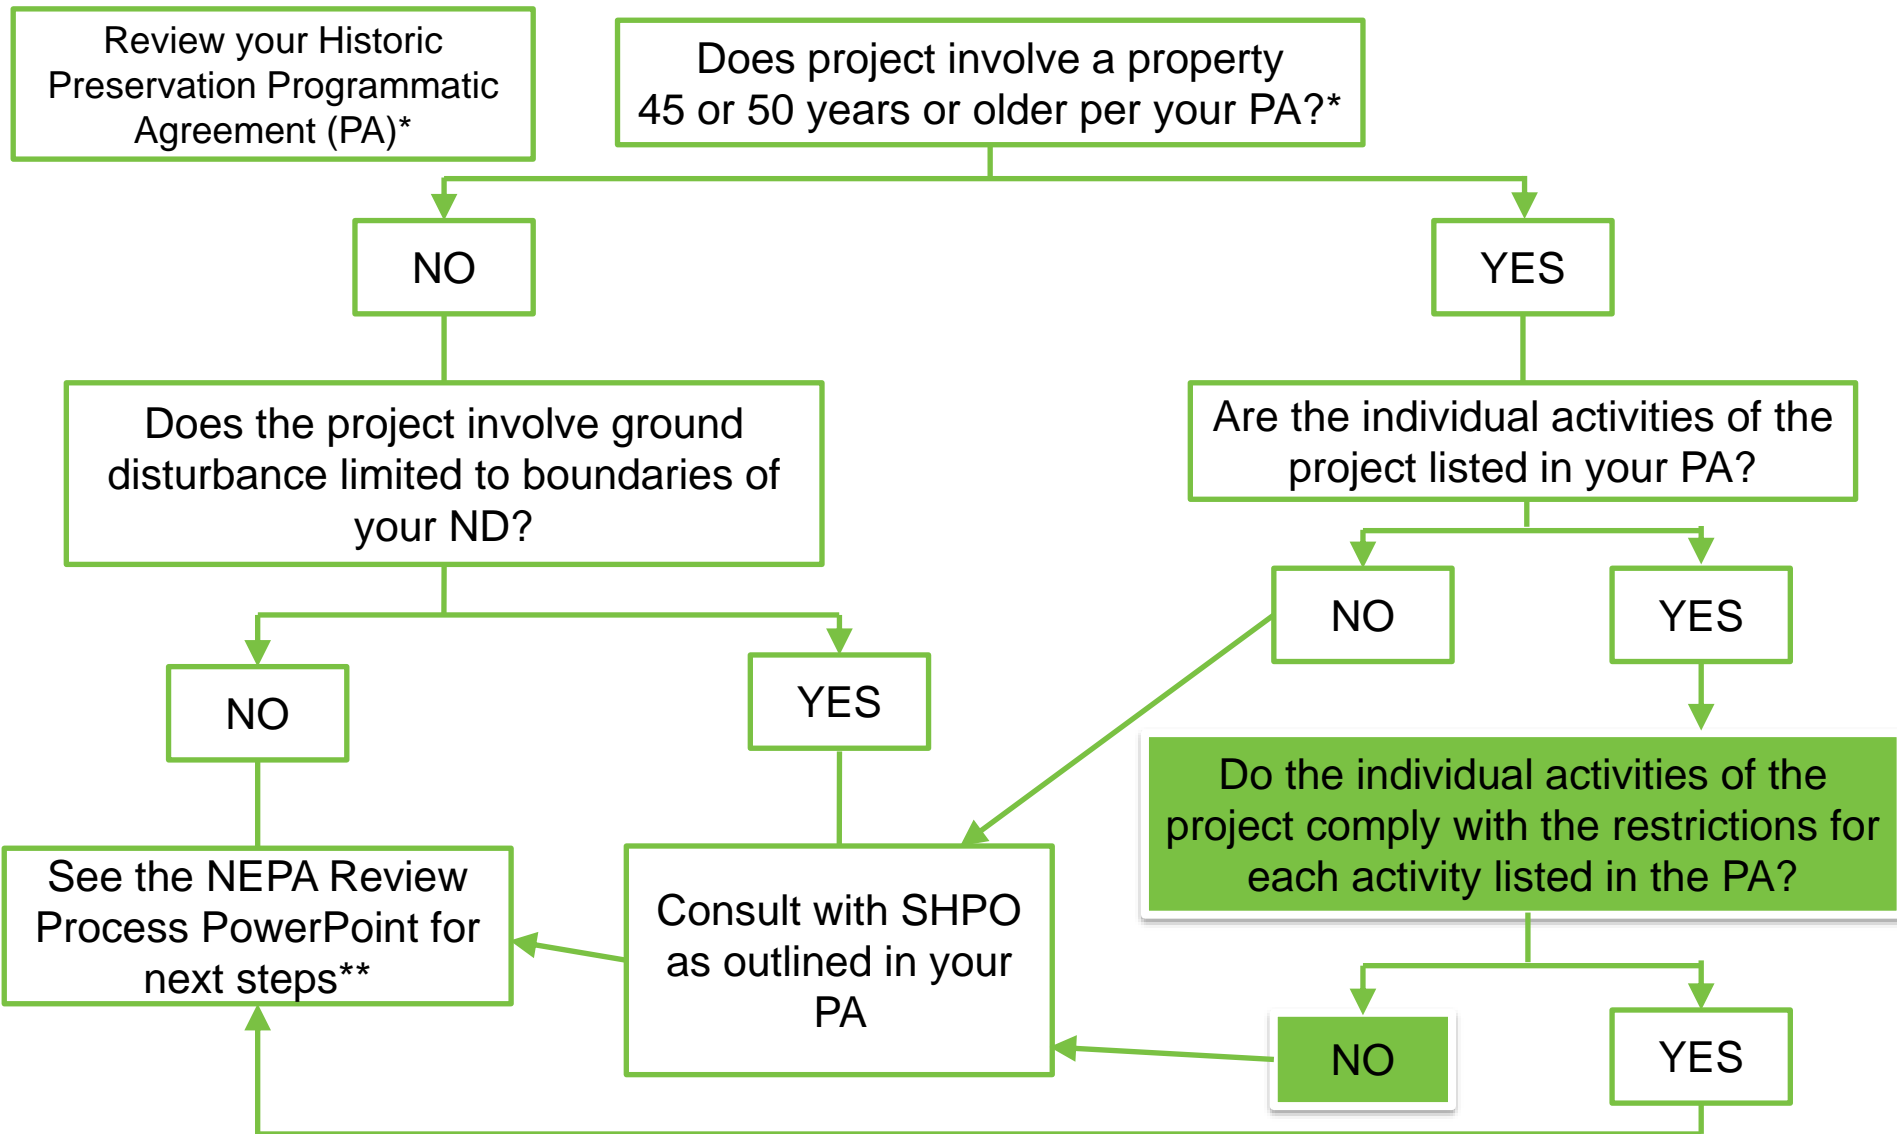 Review your Historic
Preservation Programmatic
Agreement (PA)*
Does project involve a property
45 or 50 years or older per your PA?*
NO
YES
Does the project involve ground
disturbance limited to boundaries of
your ND?
Are the individual activities of the
project listed in your PA?
NO
YES
NO
YES
Do the individual activities of the
project comply with the restrictions for
each activity listed in the PA?
See the NEPA Review
Process PowerPoint for
next steps**
Consult with SHPO
as outlined in your
PA
NO
YES